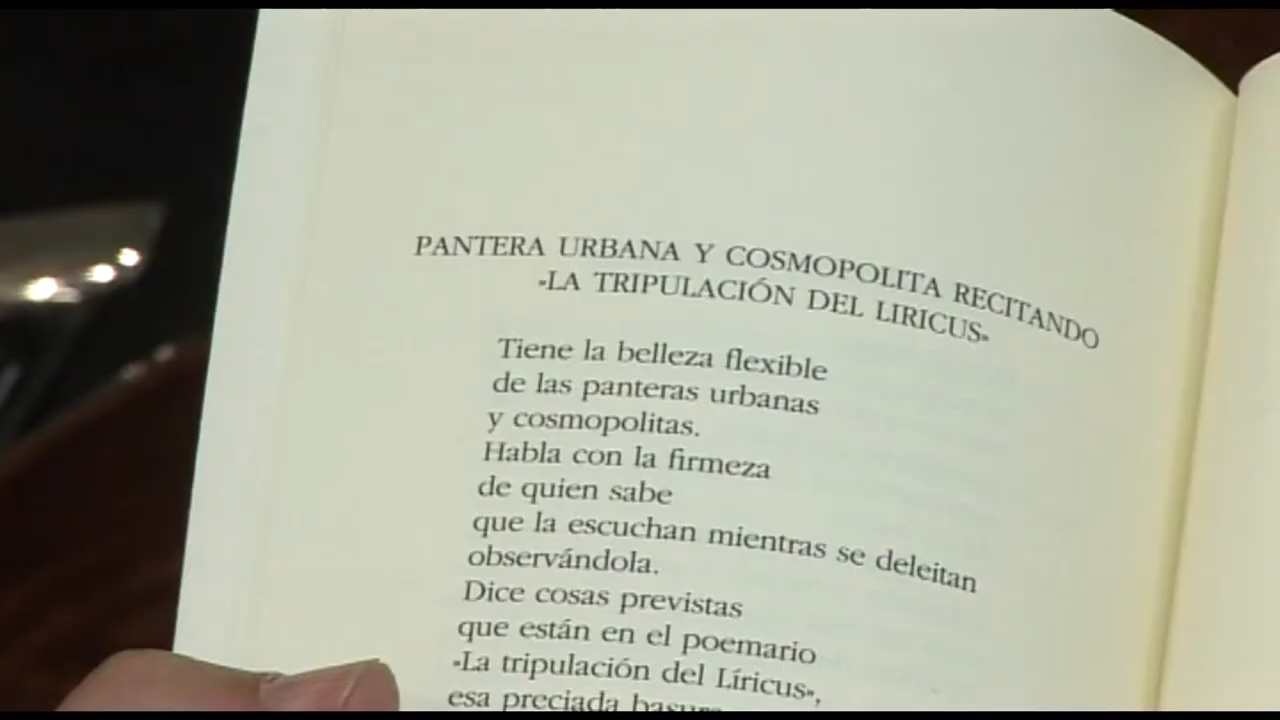 PANTERA URBANA Y COSMOPOLITA RECITANDO
«LA TRIPULACIÓN DEL LIRICUS»
Tiene la belleza flexible
de las panteras urbanas
y cosmopolitas.
Habla con la firmeza
de quien sabe
que la escuchan mientras se deleitan
observándola.
Dice cosas previstas
que están en el poemario
«La tripulación del Líricus»,
esa preciada